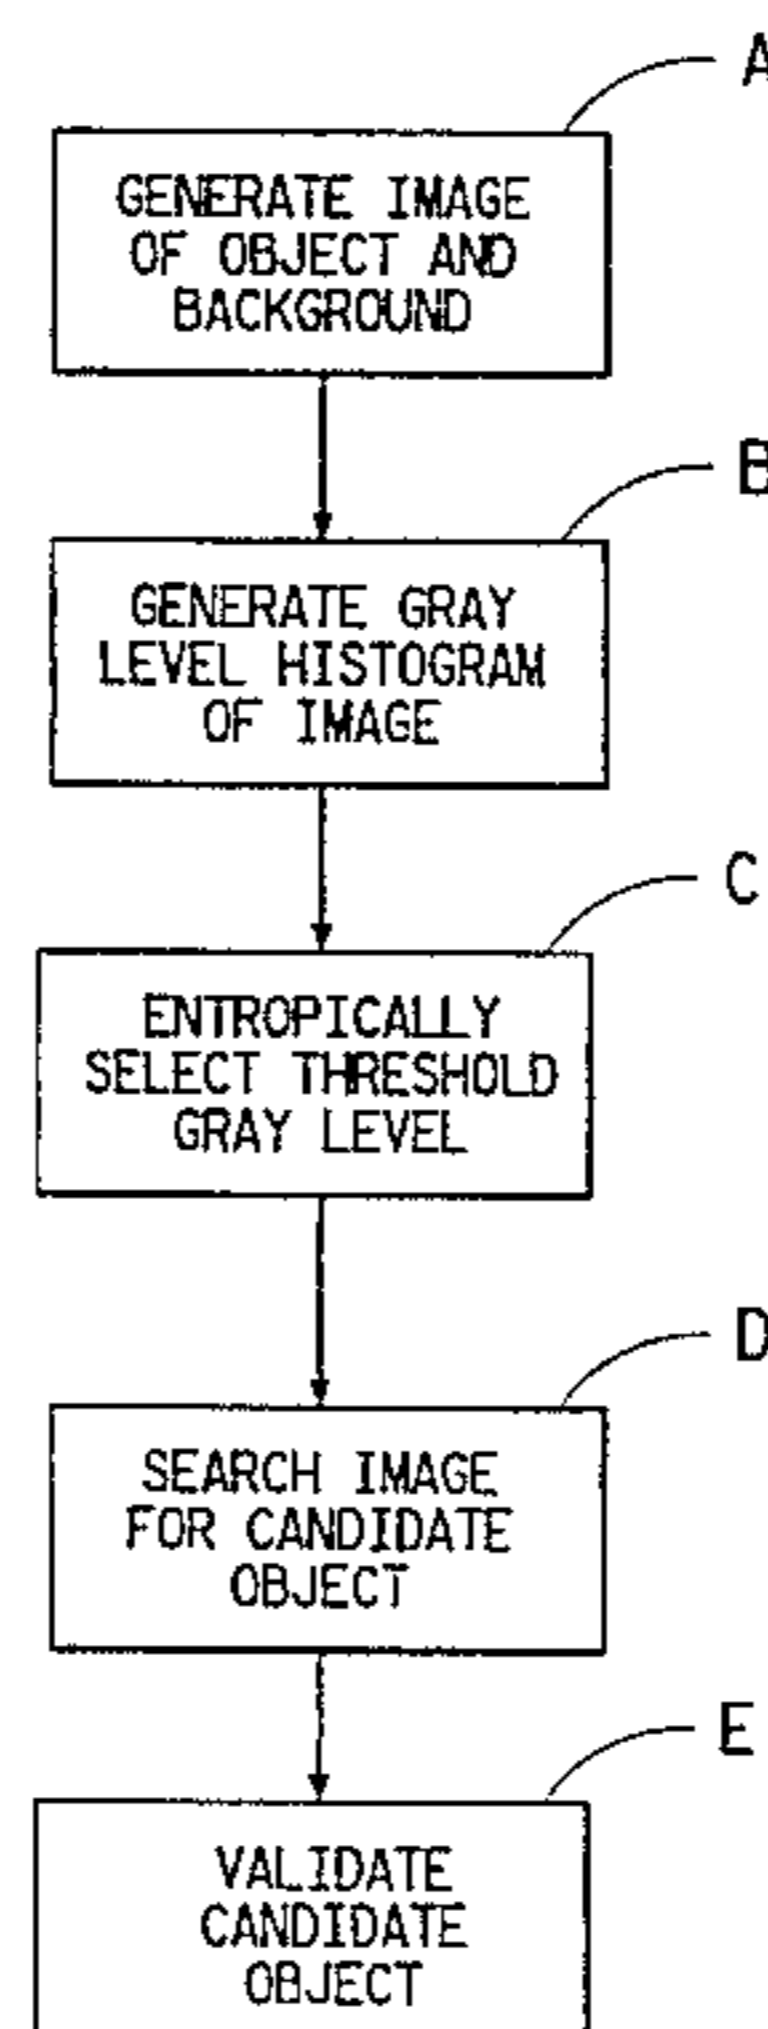 A
GENERATE IMAGE
OF OBJECT AND
BACKGROUND
B
GENERATE GRAY
LEVEL HISTOGRAM
OF IMAGE
C
ENTROPICALLY
SELECT THRESHOLD
GRAY LEVEL
D
SEARCH IMAGE
FOR CANDIDATE
OBJECT
E
VALIDATE
CANDIDATE
OBJECT